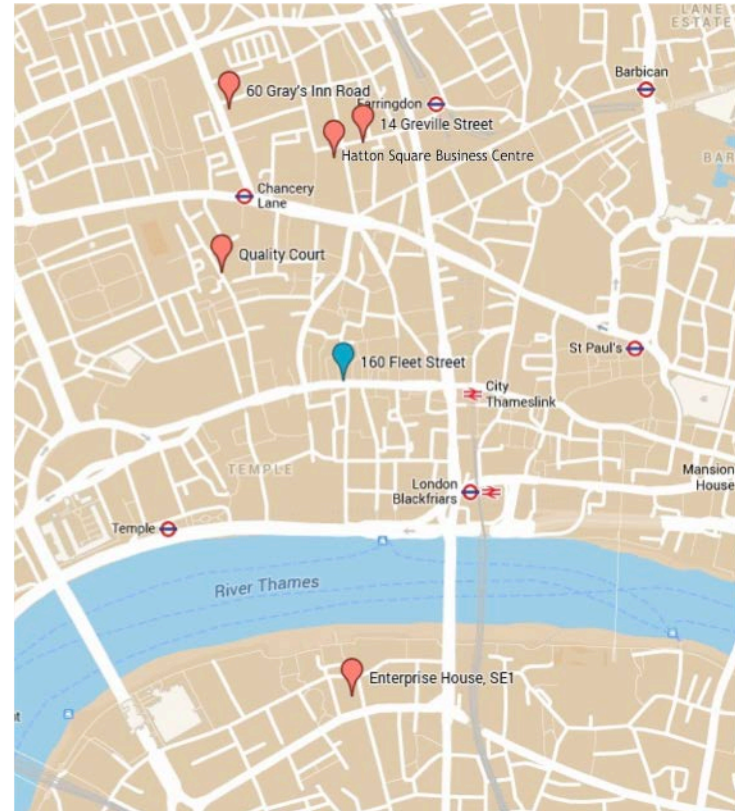 LANE
ESTATE
Barbican
60 Gray's Inn Road
Farringdon
14 Greville Street
Hatton Square Business Centre
BAR
Chancery
Lane
Quality Court
St Paul's
160 Fleet Street
City
Thameslink
TEMPLE
Mansion
House
London
Blackfriars
Temple
River Thames
Enterprise House, SE1
nt